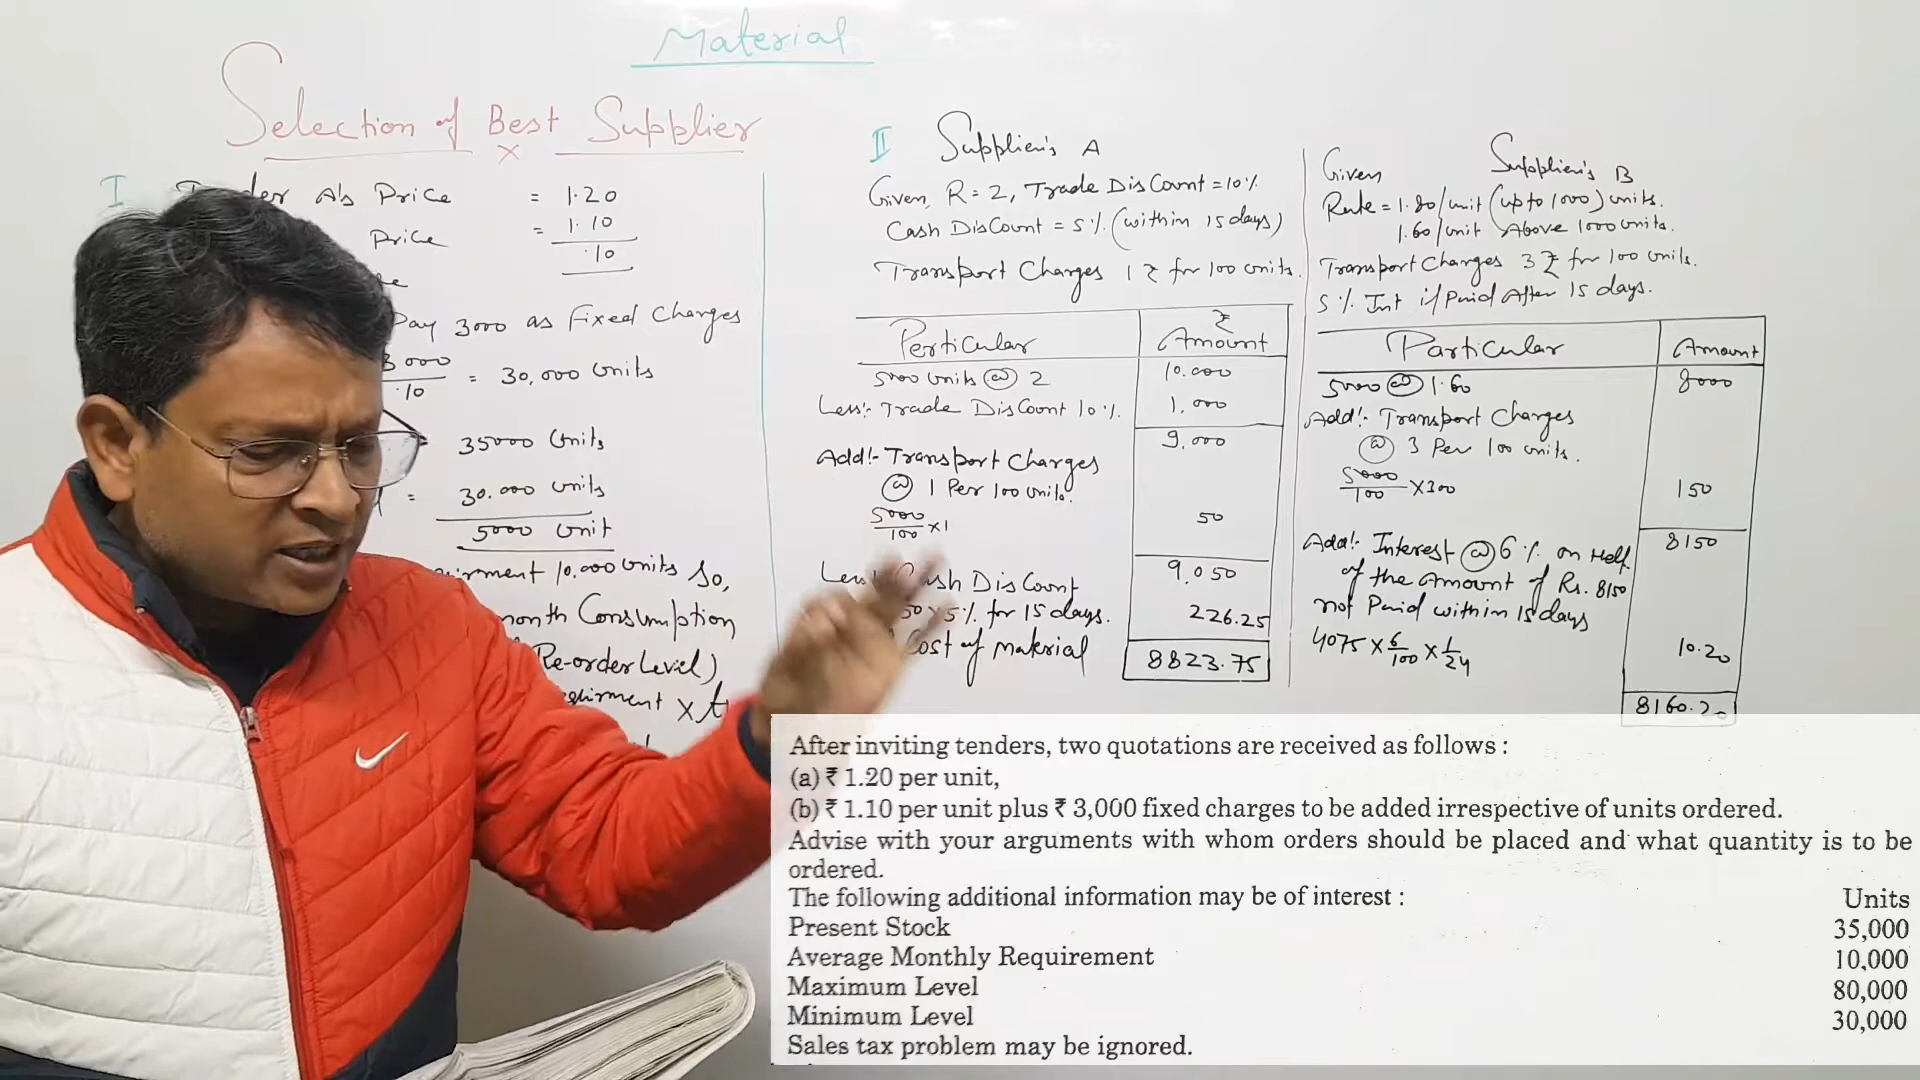 Material
Selection of Best Supplier
x
I
A's Price = 1.20
Price = 1.10
.10
Pay 3000 as Fixed Charges
3000
.10
= 30,000 Units
35000 Units
= 30.000 Units
5000 Unit
10,000 Units So,
month Consumption
(Re-order Level)
II Supplier's A
Given, R = 2, Trade DisCount = 10%
Cash DisCount = 5% (within 15 days)
Transport Charges 1 ₹ for 100 Units.
Perticular
₹
Amount
5000 Units @ 2 10.000
Less:- Trade DisCount 10%. 1,000
9,000
Add:- Transport Charges
@ 1 Per 100 Units.
5000
100
x1
50
9,050
Cash DisCount
x5% for 15 days. 226.25
Cost of material 8823.75
Given Supplier's B
Rate = 1.80/unit (up to 1000) units.
1.60/unit Above 1000 units.
Transport Charges 3 ₹ for 100 Units.
5% Int if Paid After 15 days.
Particular Amount
5000 @ 1.60 8000
Add:- Transport Charges
@ 3 Per 100 units.
5000
100
x300
150
8150
Add:- Interest @ 6% on Half
of the Amount of Rs. 8150
not Paid within 15 days
4075 x 6/100 x 1/24
10.20
8160.20
After inviting tenders, two quotations are received as follows :
(a) ₹ 1.20 per unit,
(b) ₹ 1.10 per unit plus ₹ 3,000 fixed charges to be added irrespective of units ordered.
Advise with your arguments with whom orders should be placed and what quantity is to be
ordered.
The following additional information may be of interest : Units
Present Stock 35,000
Average Monthly Requirement 10,000
Maximum Level 80,000
Minimum Level 30,000
Sales tax problem may be ignored.